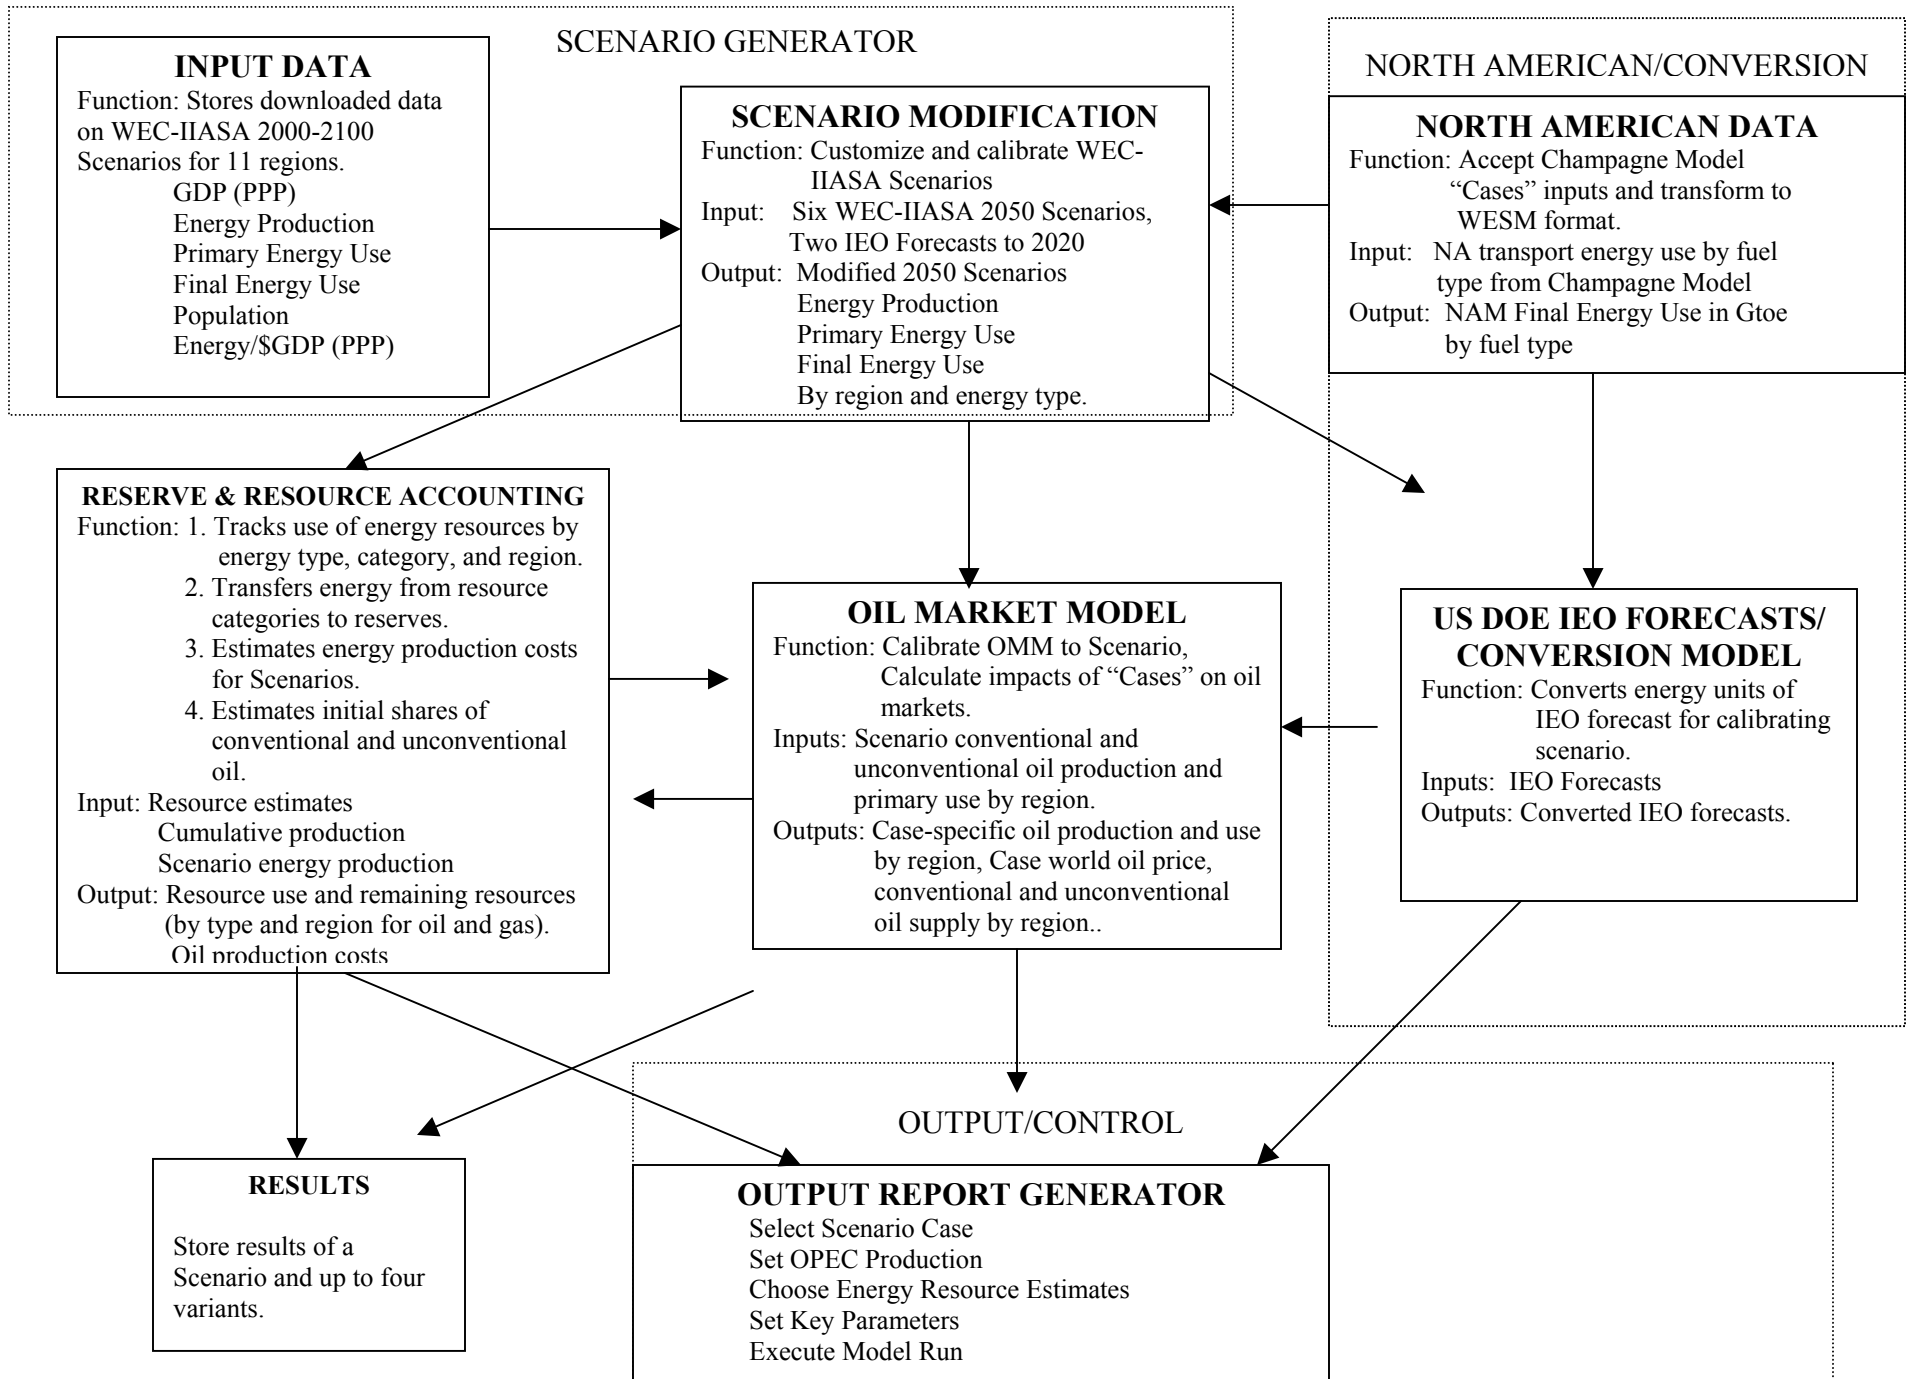 SCENARIO GENERATOR
INPUT DATA
Function: Stores downloaded data
on WEC-IIASA 2000-2100
Scenarios for 11 regions.
GDP (PPP)
Energy Production
Primary Energy Use
Final Energy Use
Population
Energy/$GDP (PPP)
SCENARIO MODIFICATION
Function: Customize and calibrate WEC-
IIASA Scenarios
Input: Six WEC-IIASA 2050 Scenarios,
Two IEO Forecasts to 2020
Output: Modified 2050 Scenarios
Energy Production
Primary Energy Use
Final Energy Use
By region and energy type.
NORTH AMERICAN/CONVERSION
NORTH AMERICAN DATA
Function: Accept Champagne Model
“Cases” inputs and transform to
WESM format.
Input: NA transport energy use by fuel
type from Champagne Model
Output: NAM Final Energy Use in Gtoe
by fuel type
RESERVE & RESOURCE ACCOUNTING
Function: 1. Tracks use of energy resources by
energy type, category, and region.
2. Transfers energy from resource
categories to reserves.
3. Estimates energy production costs
for Scenarios.
4. Estimates initial shares of
conventional and unconventional
oil.
Input: Resource estimates
Cumulative production
Scenario energy production
Output: Resource use and remaining resources
(by type and region for oil and gas).
Oil production costs
OIL MARKET MODEL
Function: Calibrate OMM to Scenario,
Calculate impacts of “Cases” on oil
markets.
Inputs: Scenario conventional and
unconventional oil production and
primary use by region.
Outputs: Case-specific oil production and use
by region, Case world oil price,
conventional and unconventional
oil supply by region..
US DOE IEO FORECASTS/
CONVERSION MODEL
Function: Converts energy units of
IEO forecast for calibrating
scenario.
Inputs: IEO Forecasts
Outputs: Converted IEO forecasts.
RESULTS
Store results of a
Scenario and up to four
variants.
OUTPUT/CONTROL
OUTPUT REPORT GENERATOR
Select Scenario Case
Set OPEC Production
Choose Energy Resource Estimates
Set Key Parameters
Execute Model Run